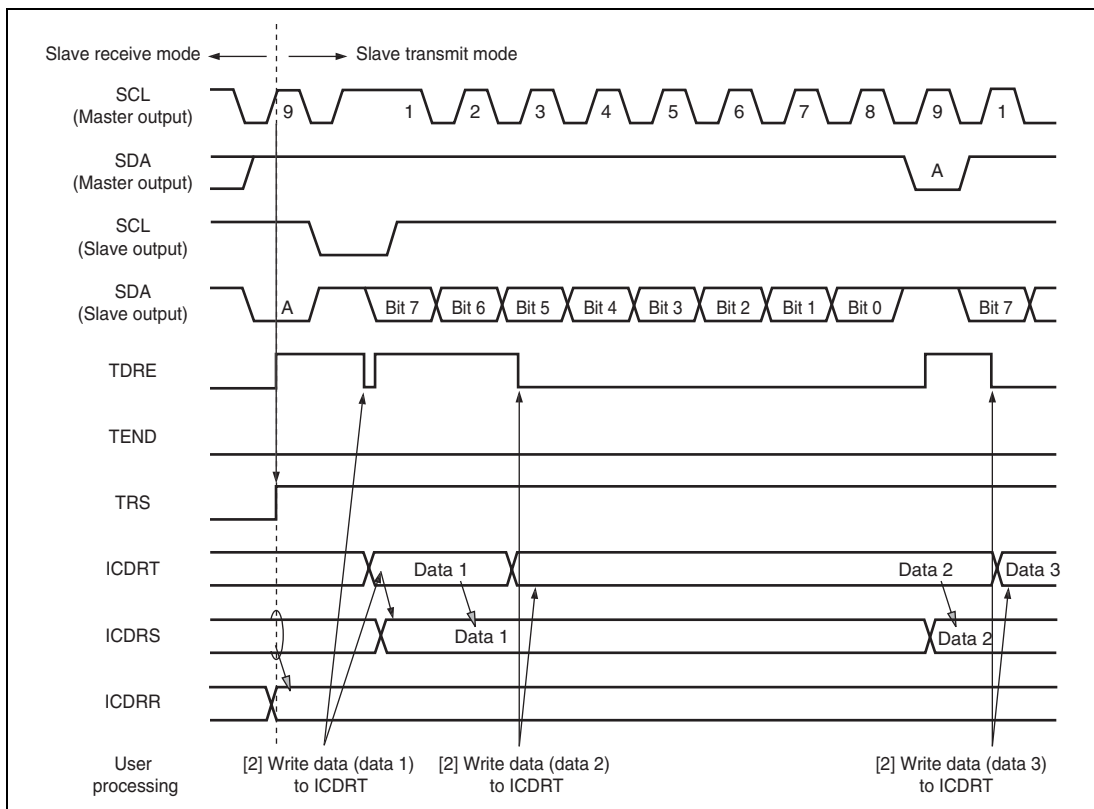 Slave receive mode
Slave transmit mode
SCL
(Master output)
9 1 2 3 4 5 6 7 8 9 1
SDA
(Master output)
A
SCL
(Slave output)
SDA
(Slave output)
A Bit 7 Bit 6 Bit 5 Bit 4 Bit 3 Bit 2 Bit 1 Bit 0 Bit 7
TDRE
TEND
TRS
ICDRT
Data 1 Data 2 Data 3
ICDRS
Data 1 Data 2
ICDRR
User
processing
[2] Write data (data 1)
to ICDRT
[2] Write data (data 2)
to ICDRT
[2] Write data (data 3)
to ICDRT